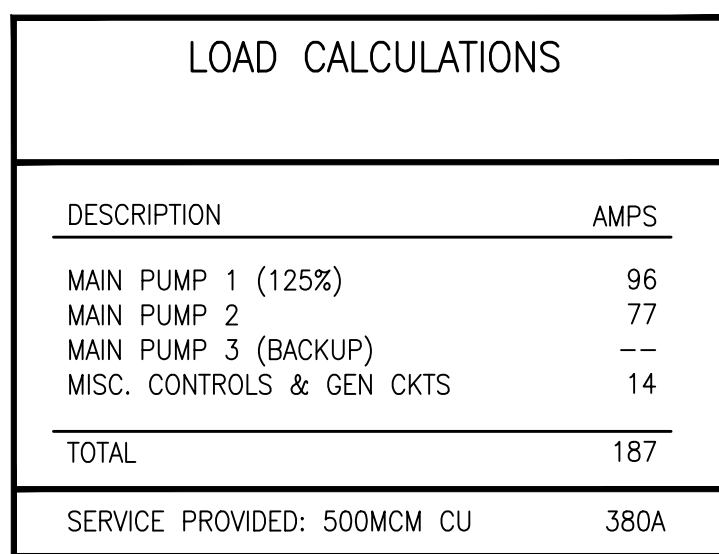 LOAD CALCULATIONS
DESCRIPTION AMPS
MAIN PUMP 1 (125%) 96
MAIN PUMP 2 77
MAIN PUMP 3 (BACKUP) --
MISC. CONTROLS & GEN CKTS 14
TOTAL 187
SERVICE PROVIDED: 500MCM CU 380A